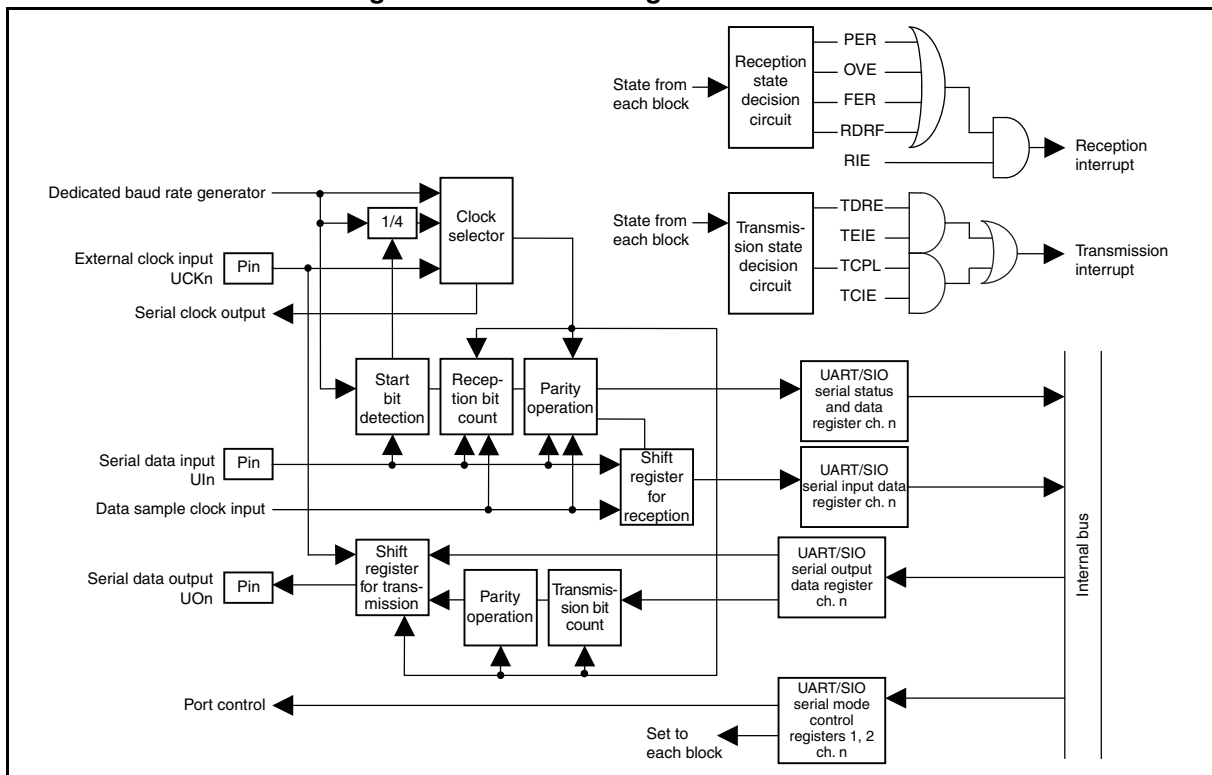 PER
OVE
FER
RDRF
RIE
State from
each block
Reception
state
decision
circuit
Reception
interrupt
TDRE
TEIE
TCPL
TCIE
State from
each block
Transmis-
sion state
decision
circuit
Transmission
interrupt
Dedicated baud rate generator
1/4
Clock
selector
External clock input
UCKn
Pin
Serial clock output
Start
bit
detection
Recep-
tion bit
count
Parity
operation
UART/SIO
serial status
and data
register ch. n
Serial data input
UIn
Pin
Shift
register
for
reception
UART/SIO
serial input data
register ch. n
Data sample clock input
Shift
register
for trans-
mission
Serial data output
UOn
Pin
Parity
operation
Transmis-
sion bit
count
UART/SIO
serial output
data register
ch. n
Internal bus
Port control
Set to
each block
UART/SIO
serial mode
control
registers 1, 2
ch. n